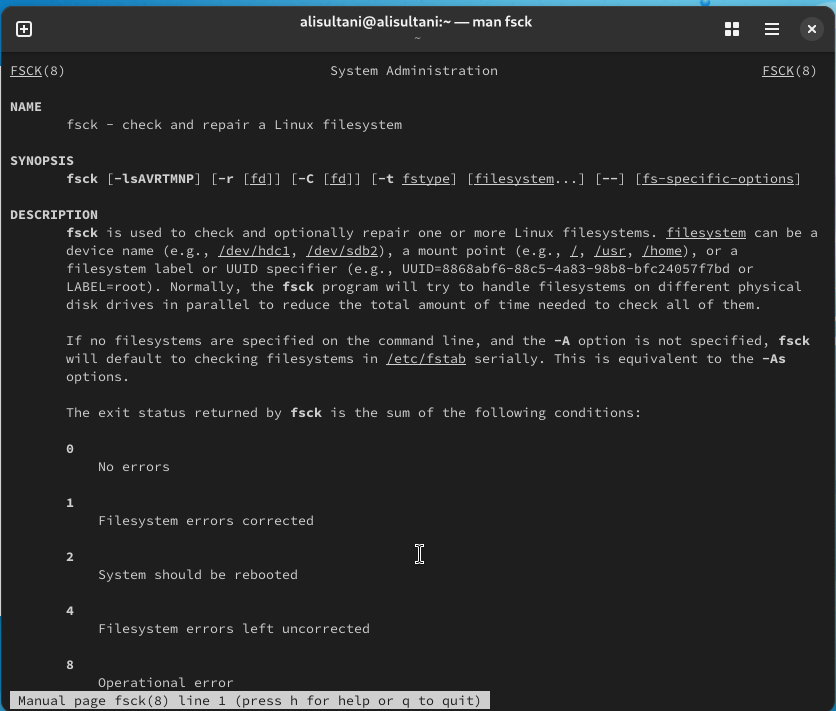 alisultani@alisultani:~ — man fsck
~
FSCK(8) System Administration FSCK(8)
NAME
fsck - check and repair a Linux filesystem
SYNOPSIS
fsck [-lsAVRTMNP] [-r [fd]] [-C [fd]] [-t fstype] [filesystem...] [--] [fs-specific-options]
DESCRIPTION
fsck is used to check and optionally repair one or more Linux filesystems. filesystem can be a
device name (e.g., /dev/hdc1, /dev/sdb2), a mount point (e.g., /, /usr, /home), or a
filesystem label or UUID specifier (e.g., UUID=8868abf6-88c5-4a83-98b8-bfc24057f7bd or
LABEL=root). Normally, the fsck program will try to handle filesystems on different physical
disk drives in parallel to reduce the total amount of time needed to check all of them.
If no filesystems are specified on the command line, and the -A option is not specified, fsck
will default to checking filesystems in /etc/fstab serially. This is equivalent to the -As
options.
The exit status returned by fsck is the sum of the following conditions:
0
No errors
1
Filesystem errors corrected
2
System should be rebooted
4
Filesystem errors left uncorrected
8
Operational error
Manual page fsck(8) line 1 (press h for help or q to quit)